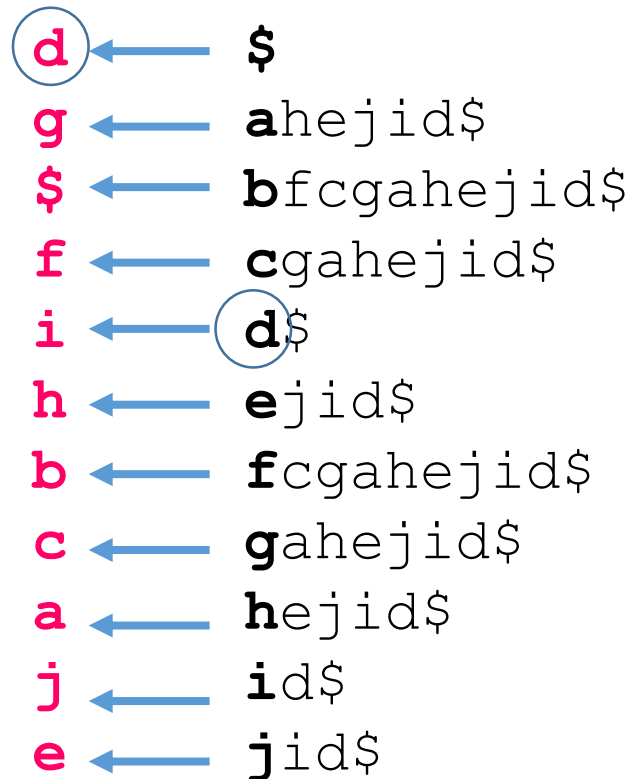 d $
g ahejid$
$ bfcgahejid$
f cgahejid$
i d$
h ejid$
b fcgahejid$
c gahejid$
a hejid$
j id$
e jid$